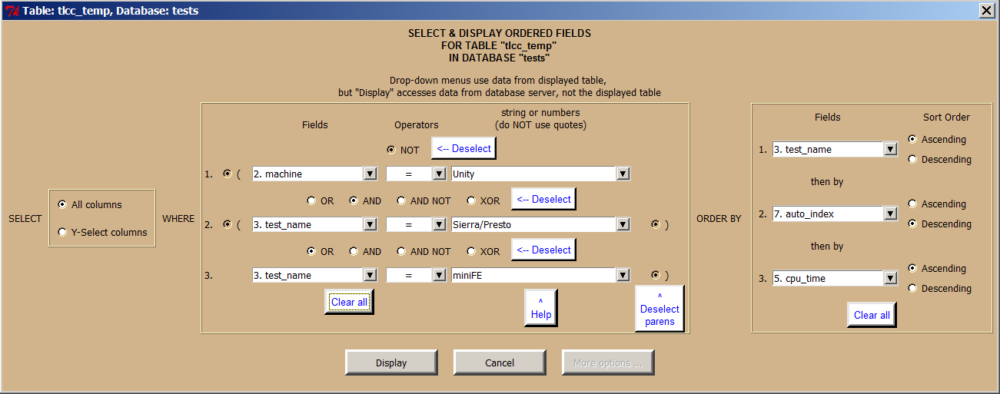 Table: tlcc_temp, Database: tests
SELECT & DISPLAY ORDERED FIELDS
FOR TABLE "tlcc_temp"
IN DATABASE "tests"
Drop-down menus use data from displayed table,
but "Display" accesses data from database server, not the displayed table
SELECT
All columns
Y-Select columns
WHERE
Fields
Operators
string or numbers
(do NOT use quotes)
NOT
<-- Deselect
1. ( 2. machine = Unity
OR AND AND NOT XOR <-- Deselect
2. ( 3. test_name = Sierra/Presto )
OR AND AND NOT XOR <-- Deselect
3. 3. test_name = miniFE )
Clear all
^
Help
^
Deselect
parens
ORDER BY
Fields
Sort Order
1. 3. test_name
Ascending
Descending
then by
2. 7. auto_index
Ascending
Descending
then by
3. 5. cpu_time
Ascending
Descending
Clear all
Display
Cancel
More options ...